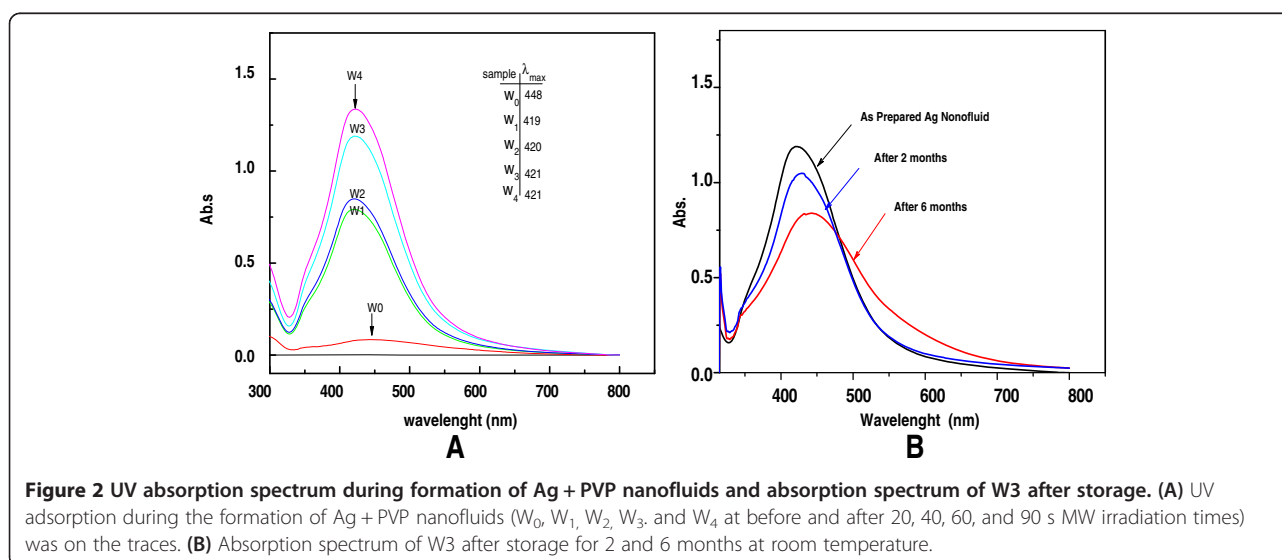 1.5
1.0
0.5
0.0
Ab.s
300 400 500 600 700 800
wavelenght (nm)
A
W4
W3
W2
W1
W0
sample λmax
W0 448
W1 419
W2 420
W3 421
W4 421
1.5
1.0
0.5
0.0
Abs.
400 500 600 700 800
Wavelenght (nm)
B
As Prepared Ag Nonofluid
After 2 months
After 6 months
Figure 2 UV absorption spectrum during formation of Ag + PVP nanofluids and absorption spectrum of W3 after storage. (A) UV
adsorption during the formation of Ag + PVP nanofluids (W0, W1, W2, W3. and W4 at before and after 20, 40, 60, and 90 s MW irradiation times)
was on the traces. (B) Absorption spectrum of W3 after storage for 2 and 6 months at room temperature.